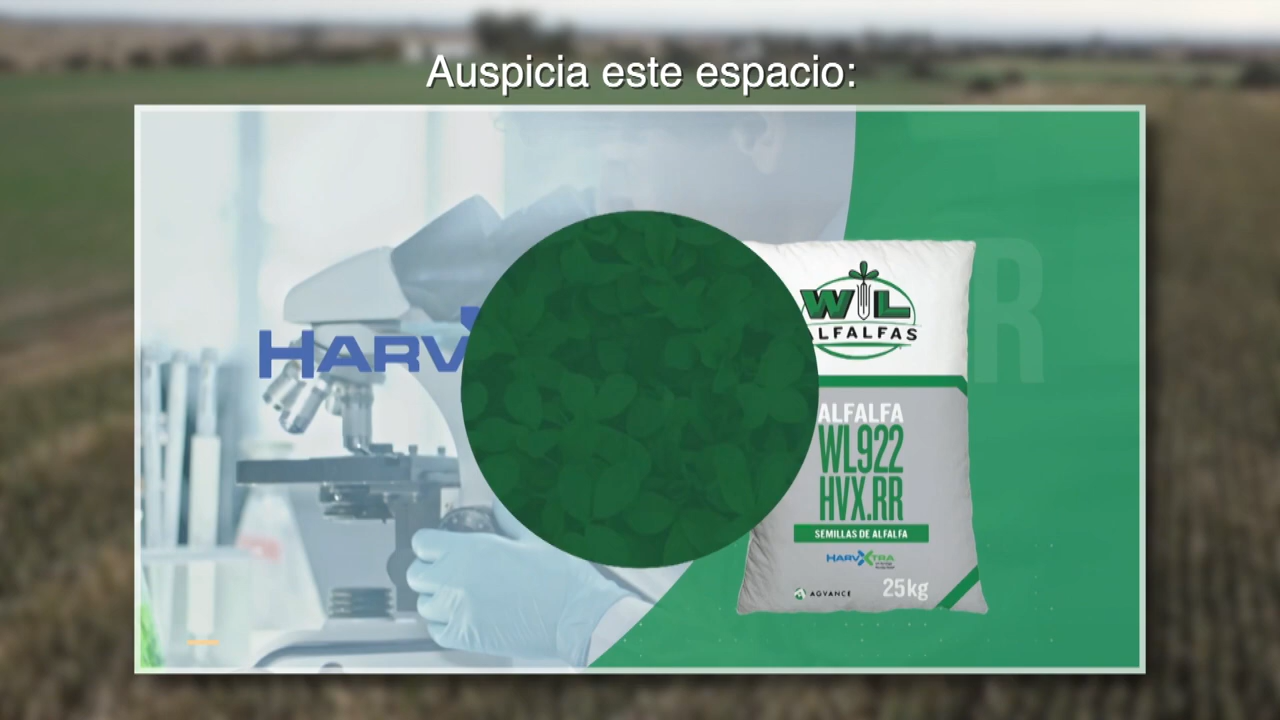 Auspicia este espacio:
HARV
R
WL
ALFALFAS
ALFALFA
WL922
HVX.RR
SEMILLAS DE ALFALFA
HARVXTRA
AGVANCE
25kg